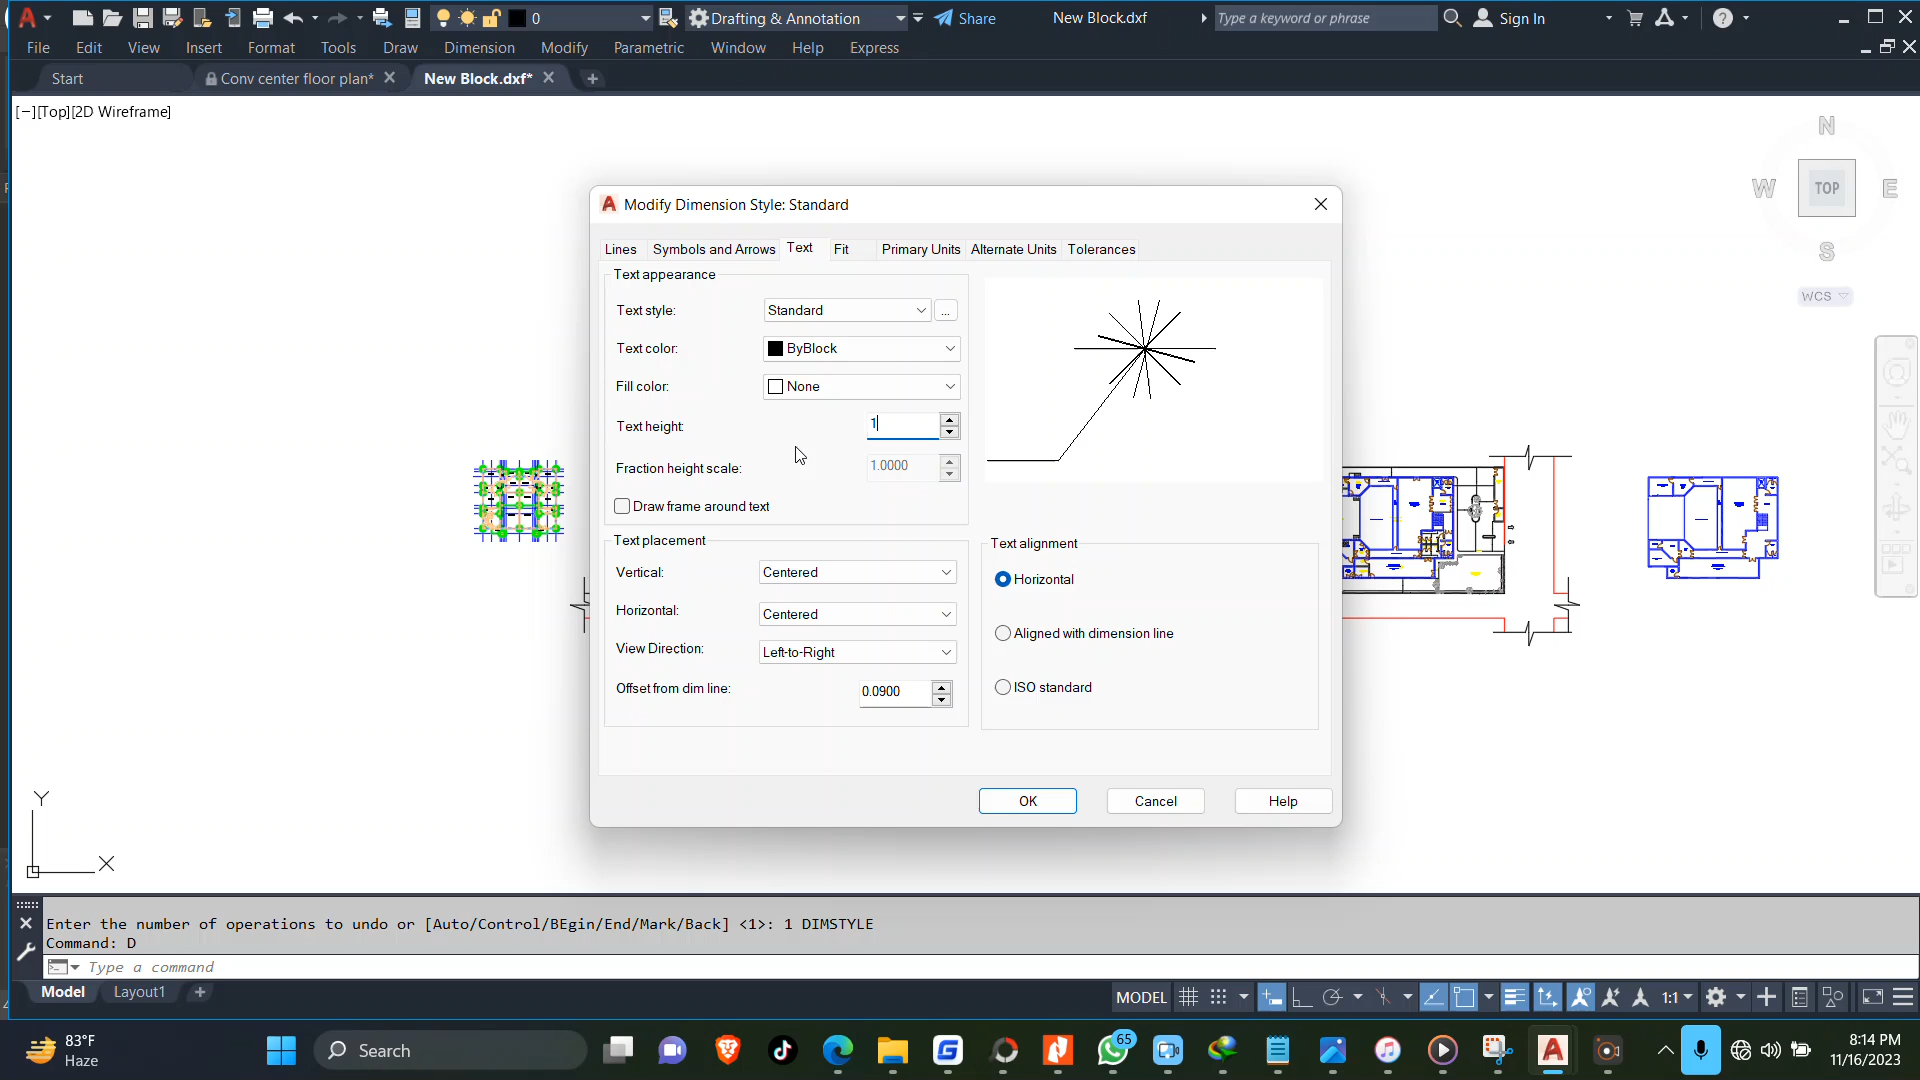 0
Drafting & Annotation
Share
New Block.dxf
Type a keyword or phrase
Sign In
File Edit View Insert Format Tools Draw Dimension Modify Parametric Window Help Express
Start
Conv center floor plan*
New Block.dxf*
[−][Top][2D Wireframe]
N
W TOP E
S
WCS
Modify Dimension Style: Standard
Lines Symbols and Arrows Text Fit Primary Units Alternate Units Tolerances
Text appearance
Text style: Standard ...
Text color: ByBlock
Fill color: None
Text height: 1
Fraction height scale: 1.0000
Draw frame around text
Text placement
Vertical: Centered
Horizontal: Centered
View Direction: Left-to-Right
Offset from dim line: 0.0900
Text alignment
Horizontal
Aligned with dimension line
ISO standard
OK Cancel Help
Y
X
Enter the number of operations to undo or [Auto/Control/BEgin/End/Mark/Back] <1>: 1 DIMSTYLE
Command: D
Type a command
Model Layout1
MODEL
1:1
83°F
Haze
Search
65
8:14 PM
11/16/2023